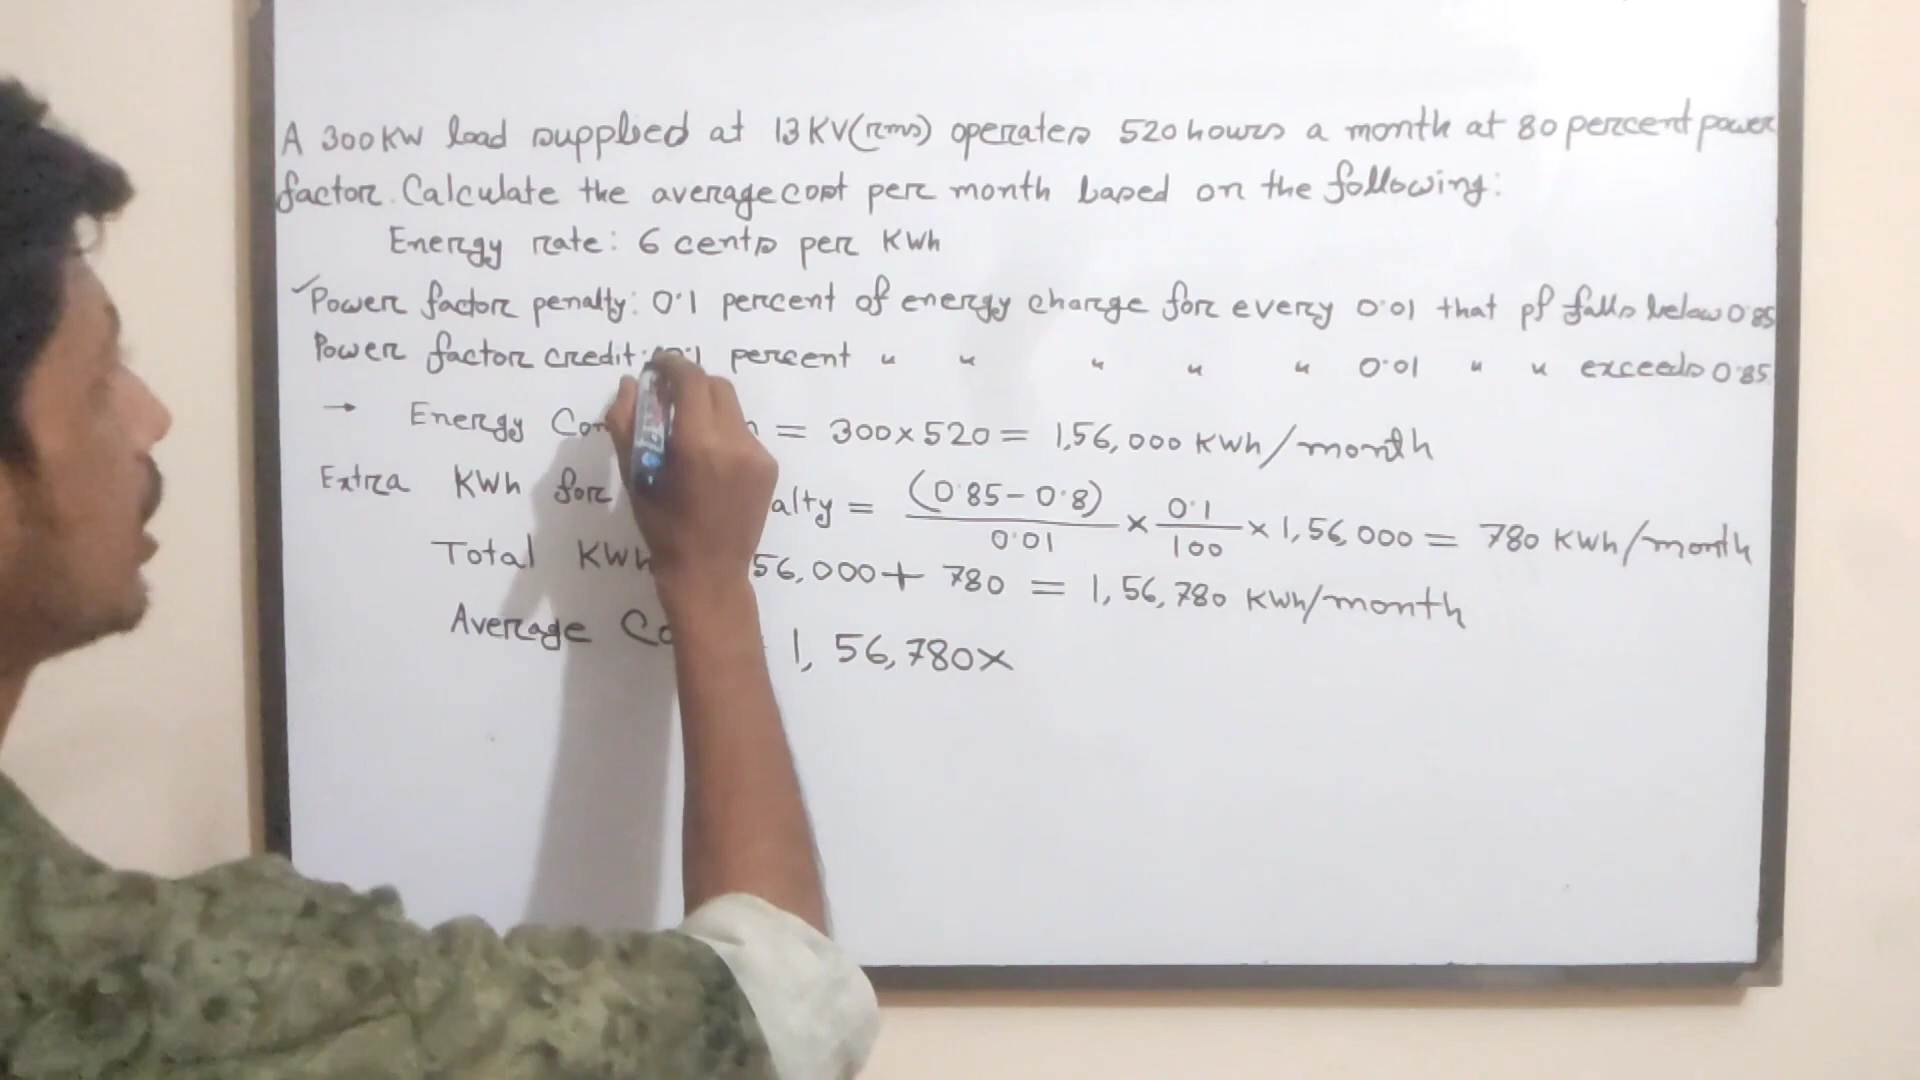 A 300KW load supplied at 13KV(rms) operates 520 hours a month at 80 percent power
factor. Calculate the average cost per month based on the following:
Energy rate: 6 cents per KWh
✓Power factor penalty: 0.1 percent of energy charge for every 0.01 that pf falls below 0.85
Power factor credit: 0.1 percent " " " " " 0.01 " " exceeds 0.85
→ Energy = 300×520 = 1,56,000 KWh/month
Extra KWh for alty = (0.85-0.8)/0.01 × 0.1/100 × 1,56,000 = 780 KWh/month
Total KWh 56,000+ 780 = 1,56,780 KWh/month
Average Co 1,56,780×